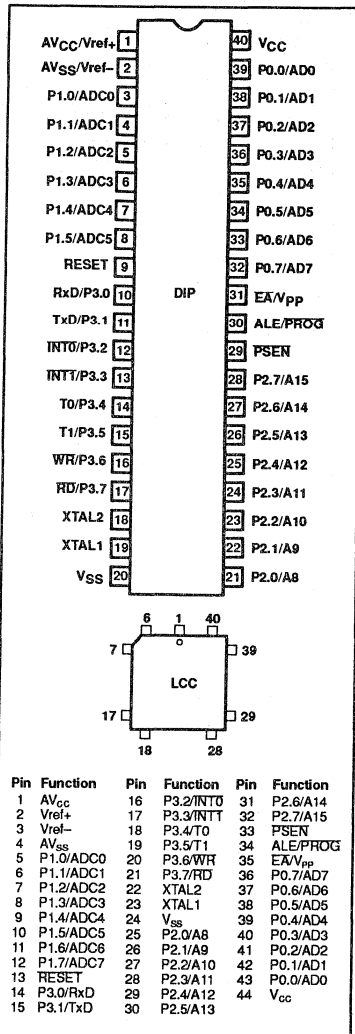 AVCC/Vref+ 1 40 VCC
AVSS/Vref– 2 39 P0.0/AD0
P1.0/ADC0 3 38 P0.1/AD1
P1.1/ADC1 4 37 P0.2/AD2
P1.2/ADC2 5 36 P0.3/AD3
P1.3/ADC3 6 35 P0.4/AD4
P1.4/ADC4 7 34 P0.5/AD5
P1.5/ADC5 8 33 P0.6/AD6
RESET 9 32 P0.7/AD7
RxD/P3.0 10 DIP 31 E̅A̅/VPP
TxD/P3.1 11 30 ALE/P̅R̅O̅G̅
I̅N̅T̅0̅/P3.2 12 29 P̅S̅E̅N̅
I̅N̅T̅1̅/P3.3 13 28 P2.7/A15
T0/P3.4 14 27 P2.6/A14
T1/P3.5 15 26 P2.5/A13
W̅R̅/P3.6 16 25 P2.4/A12
R̅D̅/P3.7 17 24 P2.3/A11
XTAL2 18 23 P2.2/A10
XTAL1 19 22 P2.1/A9
VSS 20 21 P2.0/A8
6 1 40
7 39
LCC
17 29
18 28
Pin Function Pin Function Pin Function
1 AVCC 16 P3.2/I̅N̅T̅0̅ 31 P2.6/A14
2 Vref+ 17 P3.3/I̅N̅T̅1̅ 32 P2.7/A15
3 Vref– 18 P3.4/T0 33 P̅S̅E̅N̅
4 AVSS 19 P3.5/T1 34 ALE/P̅R̅O̅G̅
5 P1.0/ADC0 20 P3.6/W̅R̅ 35 E̅A̅/VPP
6 P1.1/ADC1 21 P3.7/R̅D̅ 36 P0.7/AD7
7 P1.2/ADC2 22 XTAL2 37 P0.6/AD6
8 P1.3/ADC3 23 XTAL1 38 P0.5/AD5
9 P1.4/ADC4 24 VSS 39 P0.4/AD4
10 P1.5/ADC5 25 P2.0/A8 40 P0.3/AD3
11 P1.6/ADC6 26 P2.1/A9 41 P0.2/AD2
12 P1.7/ADC7 27 P2.2/A10 42 P0.1/AD1
13 R̅E̅S̅E̅T̅ 28 P2.3/A11 43 P0.0/AD0
14 P3.0/RxD 29 P2.4/A12 44 VCC
15 P3.1/TxD 30 P2.5/A13